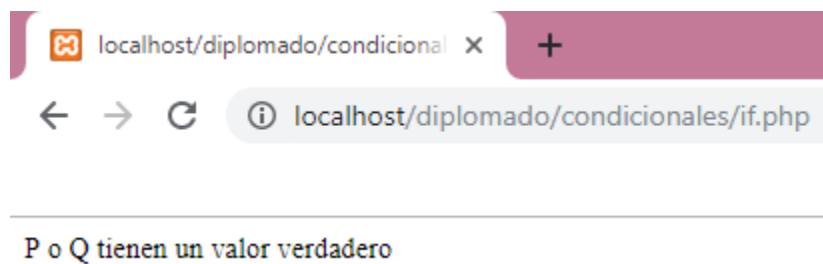 localhost/diplomado/condicional
localhost/diplomado/condicionales/if.php
P o Q tienen un valor verdadero